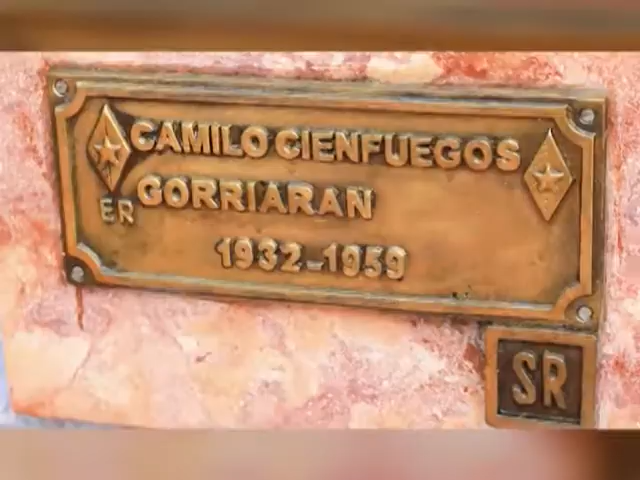 CAMILO CIENFUEGOS
GORRIARAN
ER
1932-1959
SR